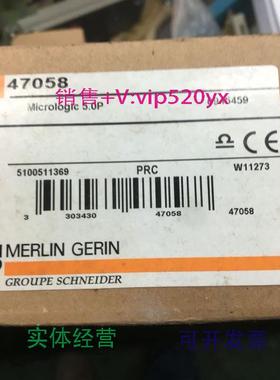 47058
销售+V:vip520yx
Micrologic 5.0P
5100511369 PRC W11273
3 303430 47058 47058
MERLIN GERIN
GROUPE SCHNEIDER
实体经营 可开发票